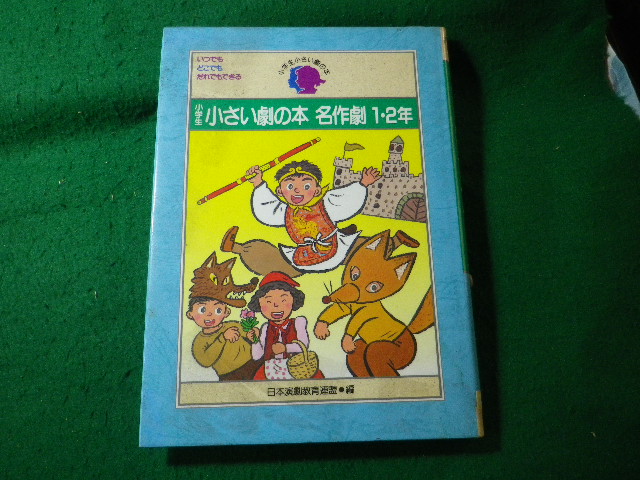 いつでも
どこでも
だれでもできる
小学生小さい劇の本
小学生
小さい劇の本 名作劇 1・2年
日本演劇教育連盟●編